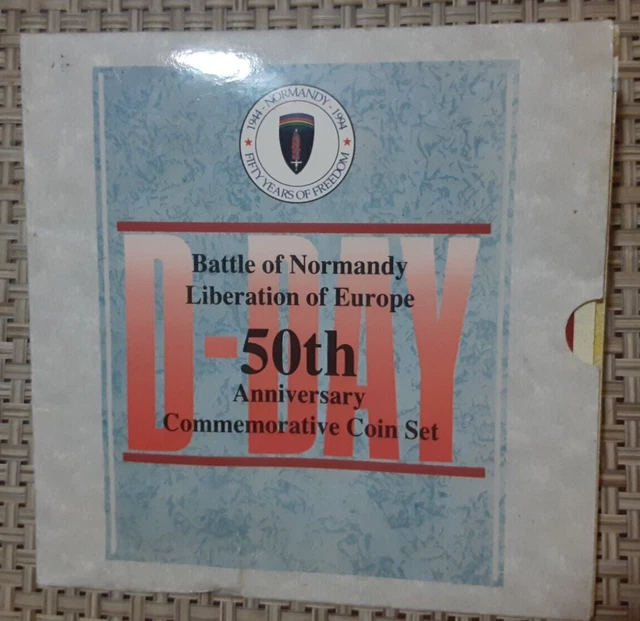 1944 - NORMANDY - 1994
FIFTY YEARS OF FREEDOM
D-DAY
Battle of Normandy
Liberation of Europe
50th
Anniversary
Commemorative Coin Set